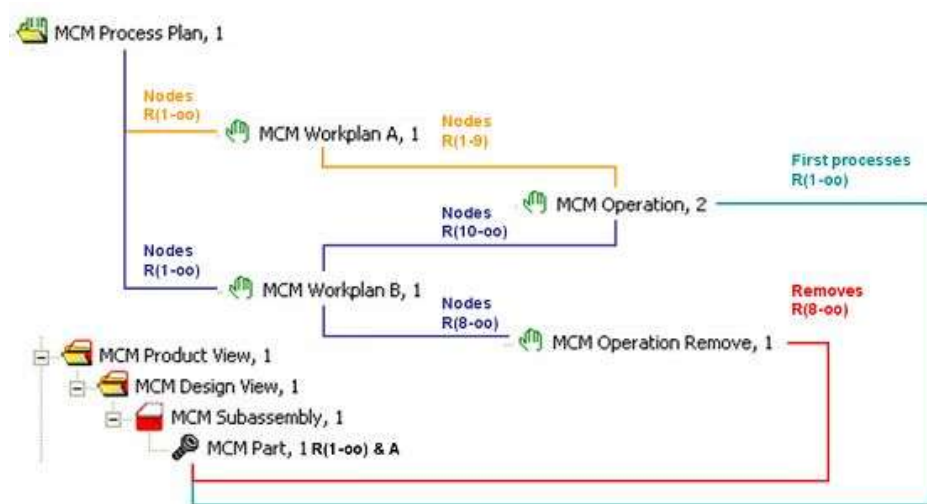 MCM Process Plan, 1
Nodes
R(1-oo)
MCM Workplan A, 1
Nodes
R(1-9)
First processes
R(1-oo)
MCM Operation, 2
Nodes
R(10-oo)
Nodes
R(1-oo)
MCM Workplan B, 1
Removes
R(8-oo)
Nodes
R(8-oo)
MCM Operation Remove, 1
MCM Product View, 1
MCM Design View, 1
MCM Subassembly, 1
MCM Part, 1 R(1-oo) & A